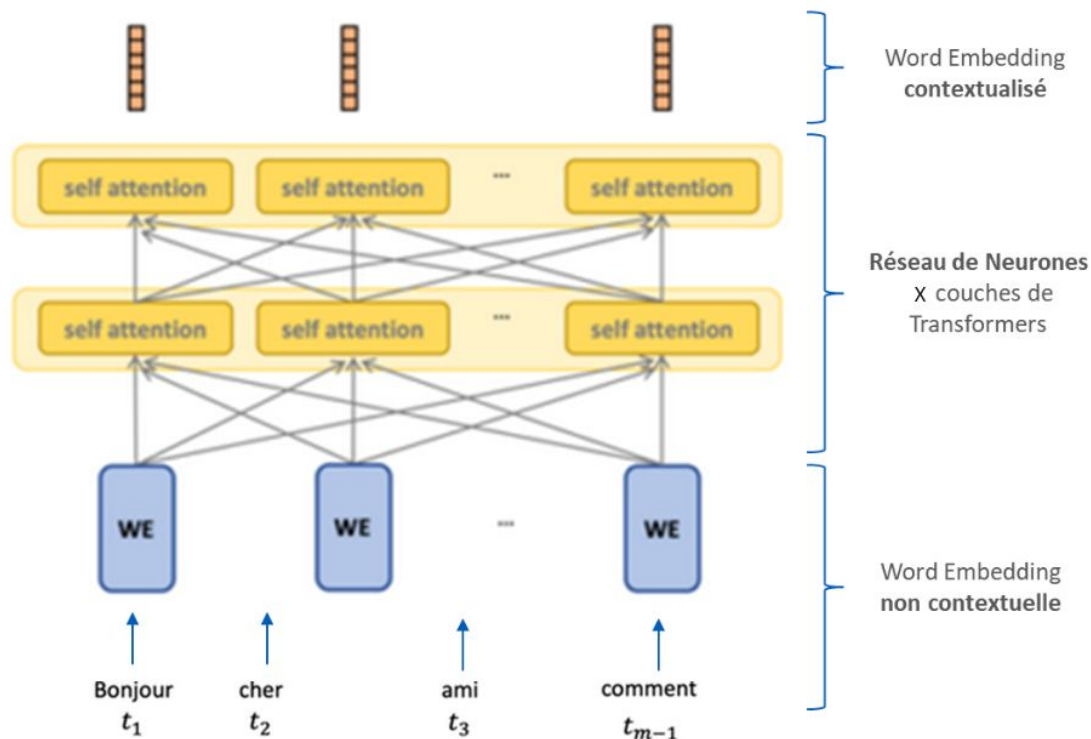 Word Embedding
contextualisé
self attention self attention ... self attention
Réseau de Neurones
X couches de
Transformers
self attention self attention ... self attention
WE WE ... WE
Word Embedding
non contextuelle
Bonjour cher ami comment
t₁ t₂ t₃ tₘ₋₁